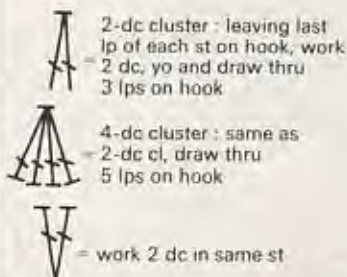 2-dc cluster : leaving last
lp of each st on hook, work
= 2 dc, yo and draw thru
3 lps on hook
4-dc cluster : same as
= 2-dc cl, draw thru
5 lps on hook
= work 2 dc in same st